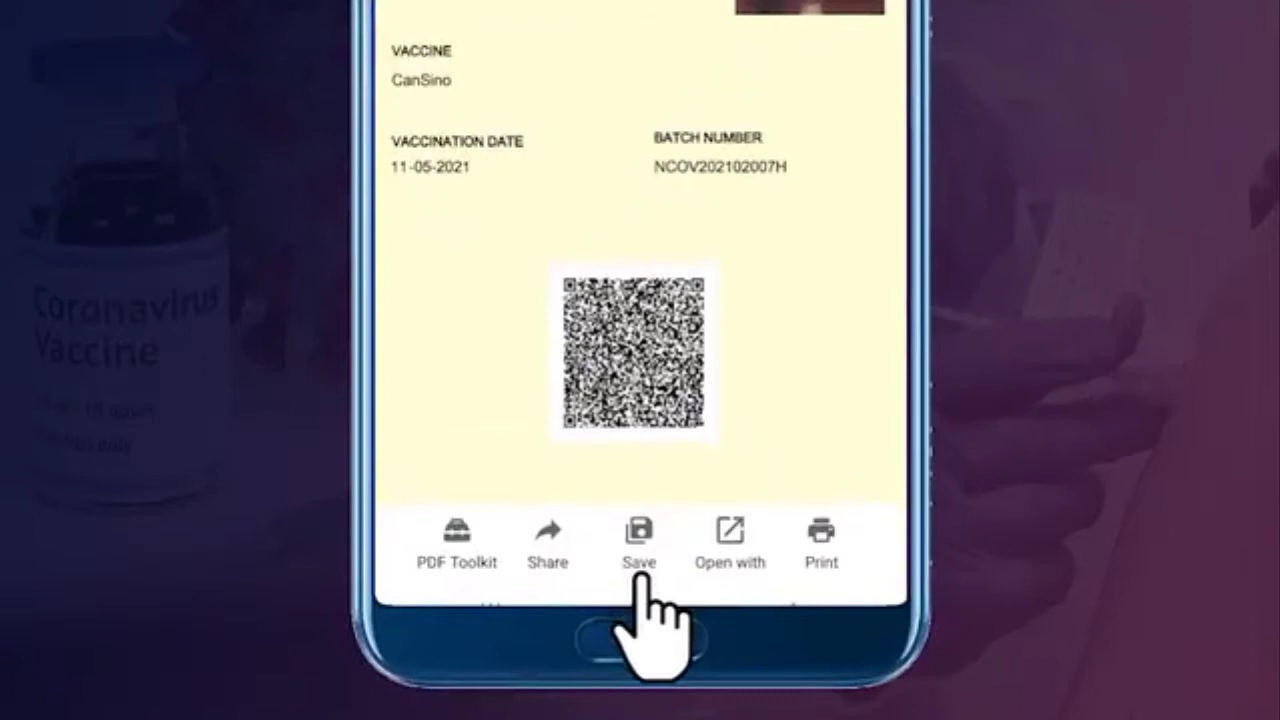 VACCINE
CanSino
VACCINATION DATE
BATCH NUMBER
11-05-2021
NCOV202102007H
Coronavirus
Vaccine
PDF Toolkit
Share
Save
Open with
Print